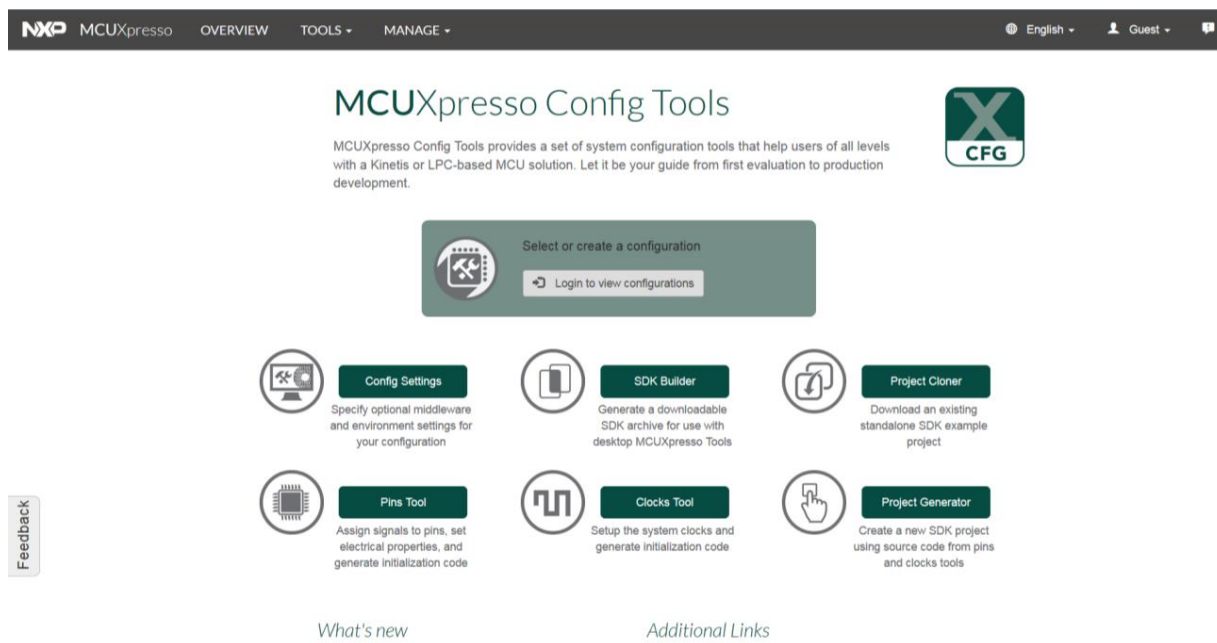 NXP MCUXpresso OVERVIEW TOOLS MANAGE English Guest
MCUXpresso Config Tools
MCUXpresso Config Tools provides a set of system configuration tools that help users of all levels
with a Kinetis or LPC-based MCU solution. Let it be your guide from first evaluation to production
development.
X
CFG
Select or create a configuration
Login to view configurations
Config Settings
Specify optional middleware
and environment settings for
your configuration
SDK Builder
Generate a downloadable
SDK archive for use with
desktop MCUXpresso Tools
Project Cloner
Download an existing
standalone SDK example
project
Pins Tool
Assign signals to pins, set
electrical properties, and
generate initialization code
Clocks Tool
Setup the system clocks and
generate initialization code
Project Generator
Create a new SDK project
using source code from pins
and clocks tools
Feedback
What's new
Additional Links